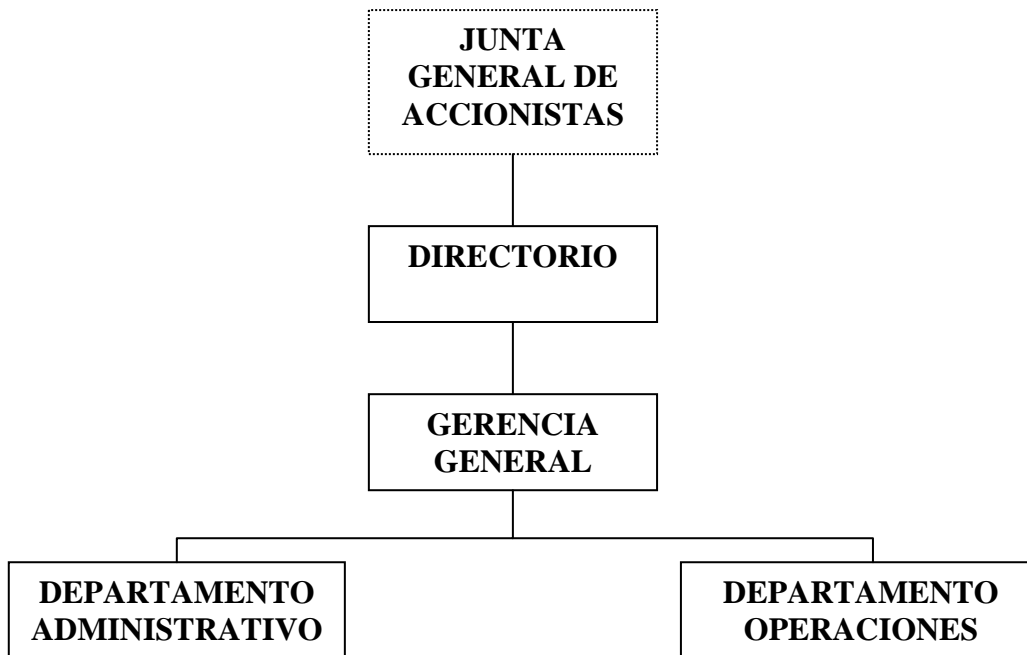 JUNTA
GENERAL DE
ACCIONISTAS
DIRECTORIO
GERENCIA
GENERAL
DEPARTAMENTO
ADMINISTRATIVO
DEPARTAMENTO
OPERACIONES